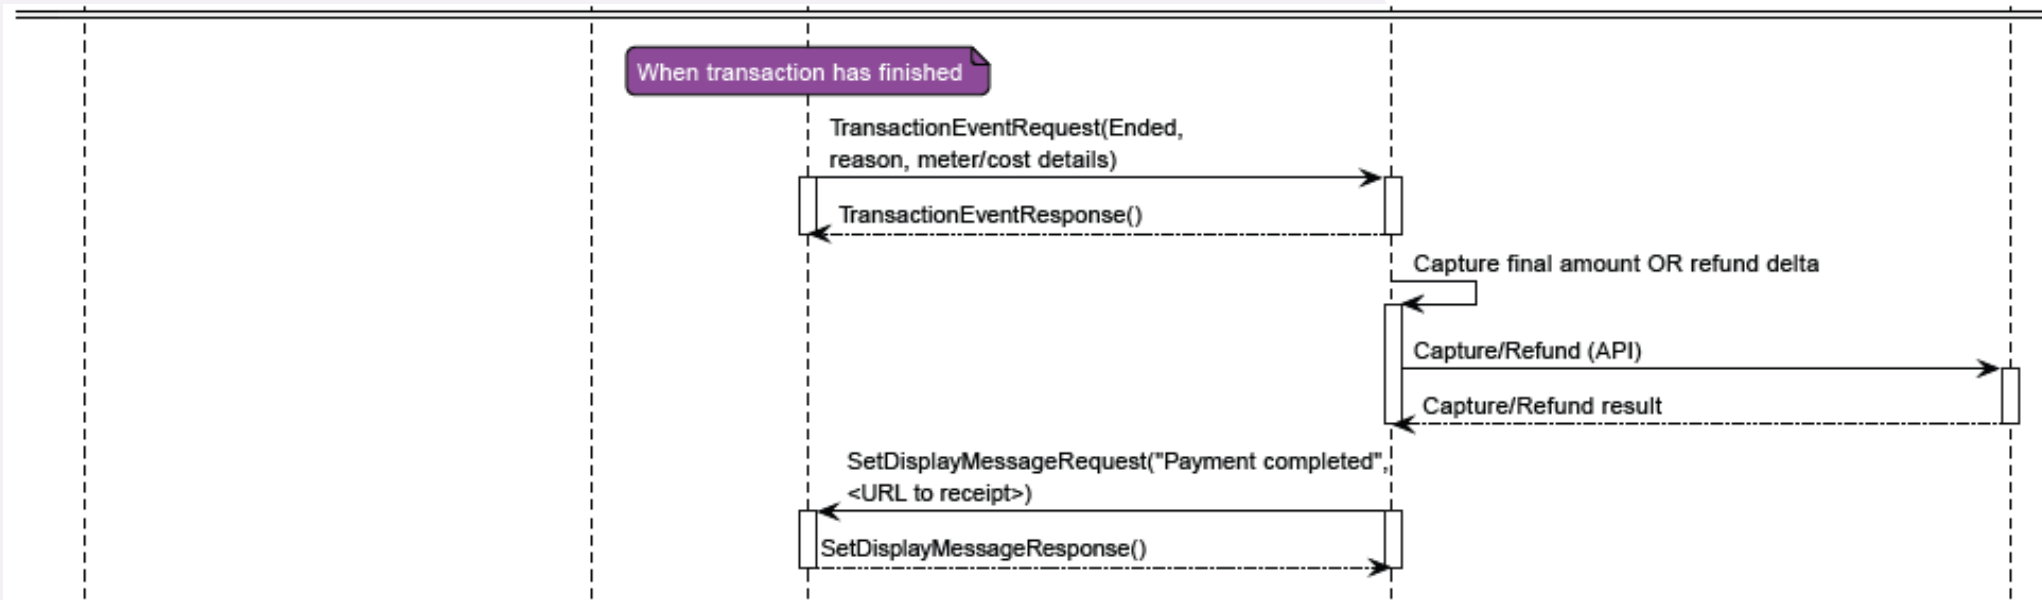 When transaction has finished
TransactionEventRequest(Ended,
reason, meter/cost details)
TransactionEventResponse()
Capture final amount OR refund delta
Capture/Refund (API)
Capture/Refund result
SetDisplayMessageRequest("Payment completed",
<URL to receipt>)
SetDisplayMessageResponse()